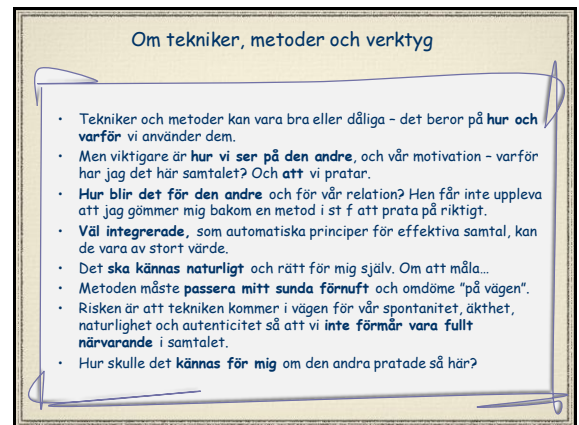 Om tekniker, metoder och verktyg
• Tekniker och metoder kan vara bra eller dåliga – det beror på hur och
varför vi använder dem.
• Men viktigare är hur vi ser på den andre, och vår motivation – varför
har jag det här samtalet? Och att vi pratar.
• Hur blir det för den andre och för vår relation? Hen får inte uppleva
att jag gömmer mig bakom en metod i st f att prata på riktigt.
• Väl integrerade, som automatiska principer för effektiva samtal, kan
de vara av stort värde.
• Det ska kännas naturligt och rätt för mig själv. Om att måla…
• Metoden måste passera mitt sunda förnuft och omdöme ”på vägen”.
• Risken är att tekniken kommer i vägen för vår spontanitet, äkthet,
naturlighet och autenticitet så att vi inte förmår vara fullt
närvarande i samtalet.
• Hur skulle det kännas för mig om den andra pratade så här?